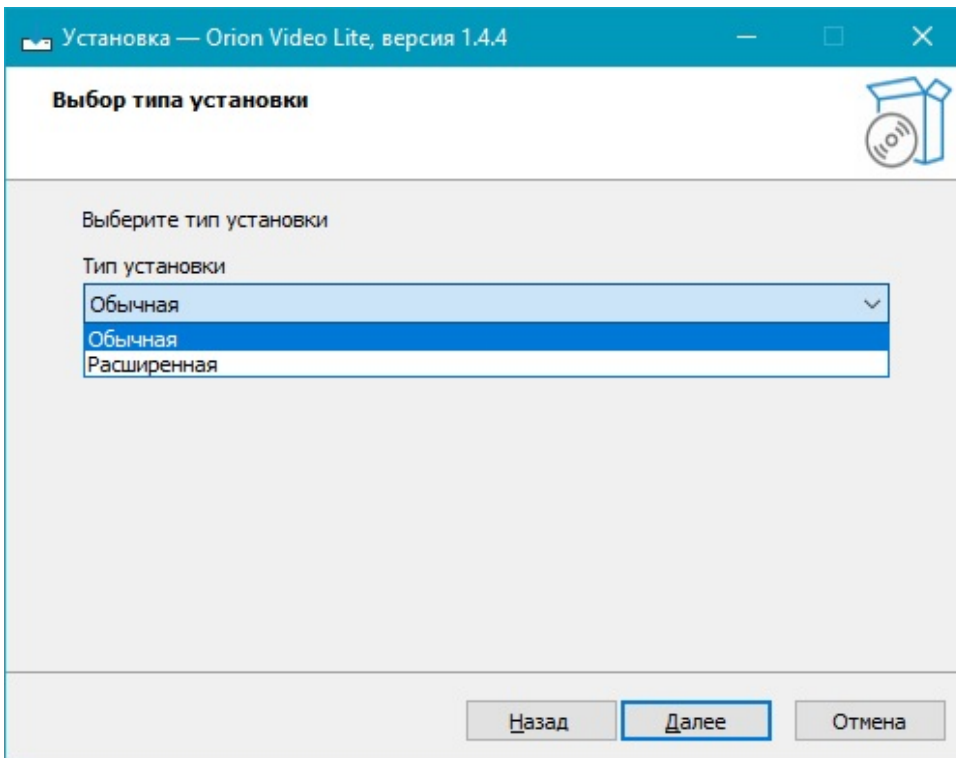 Установка — Orion Video Lite, версия 1.4.4
Выбор типа установки
Выберите тип установки
Тип установки
Обычная
Обычная
Расширенная
Назад Далее Отмена